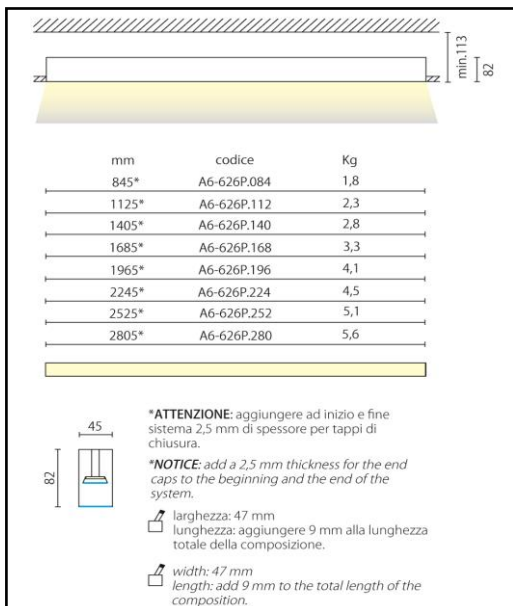 min.113
82
mm codice Kg
845* A6-626P.084 1,8
1125* A6-626P.112 2,3
1405* A6-626P.140 2,8
1685* A6-626P.168 3,3
1965* A6-626P.196 4,1
2245* A6-626P.224 4,5
2525* A6-626P.252 5,1
2805* A6-626P.280 5,6
45
82
*ATTENZIONE: aggiungere ad inizio e fine
sistema 2,5 mm di spessore per tappi di
chiusura.
*NOTICE: add a 2,5 mm thickness for the end
caps to the beginning and the end of the
system.
larghezza: 47 mm
lunghezza: aggiungere 9 mm alla lunghezza
totale della composizione.
width: 47 mm
length: add 9 mm to the total length of the
composition.